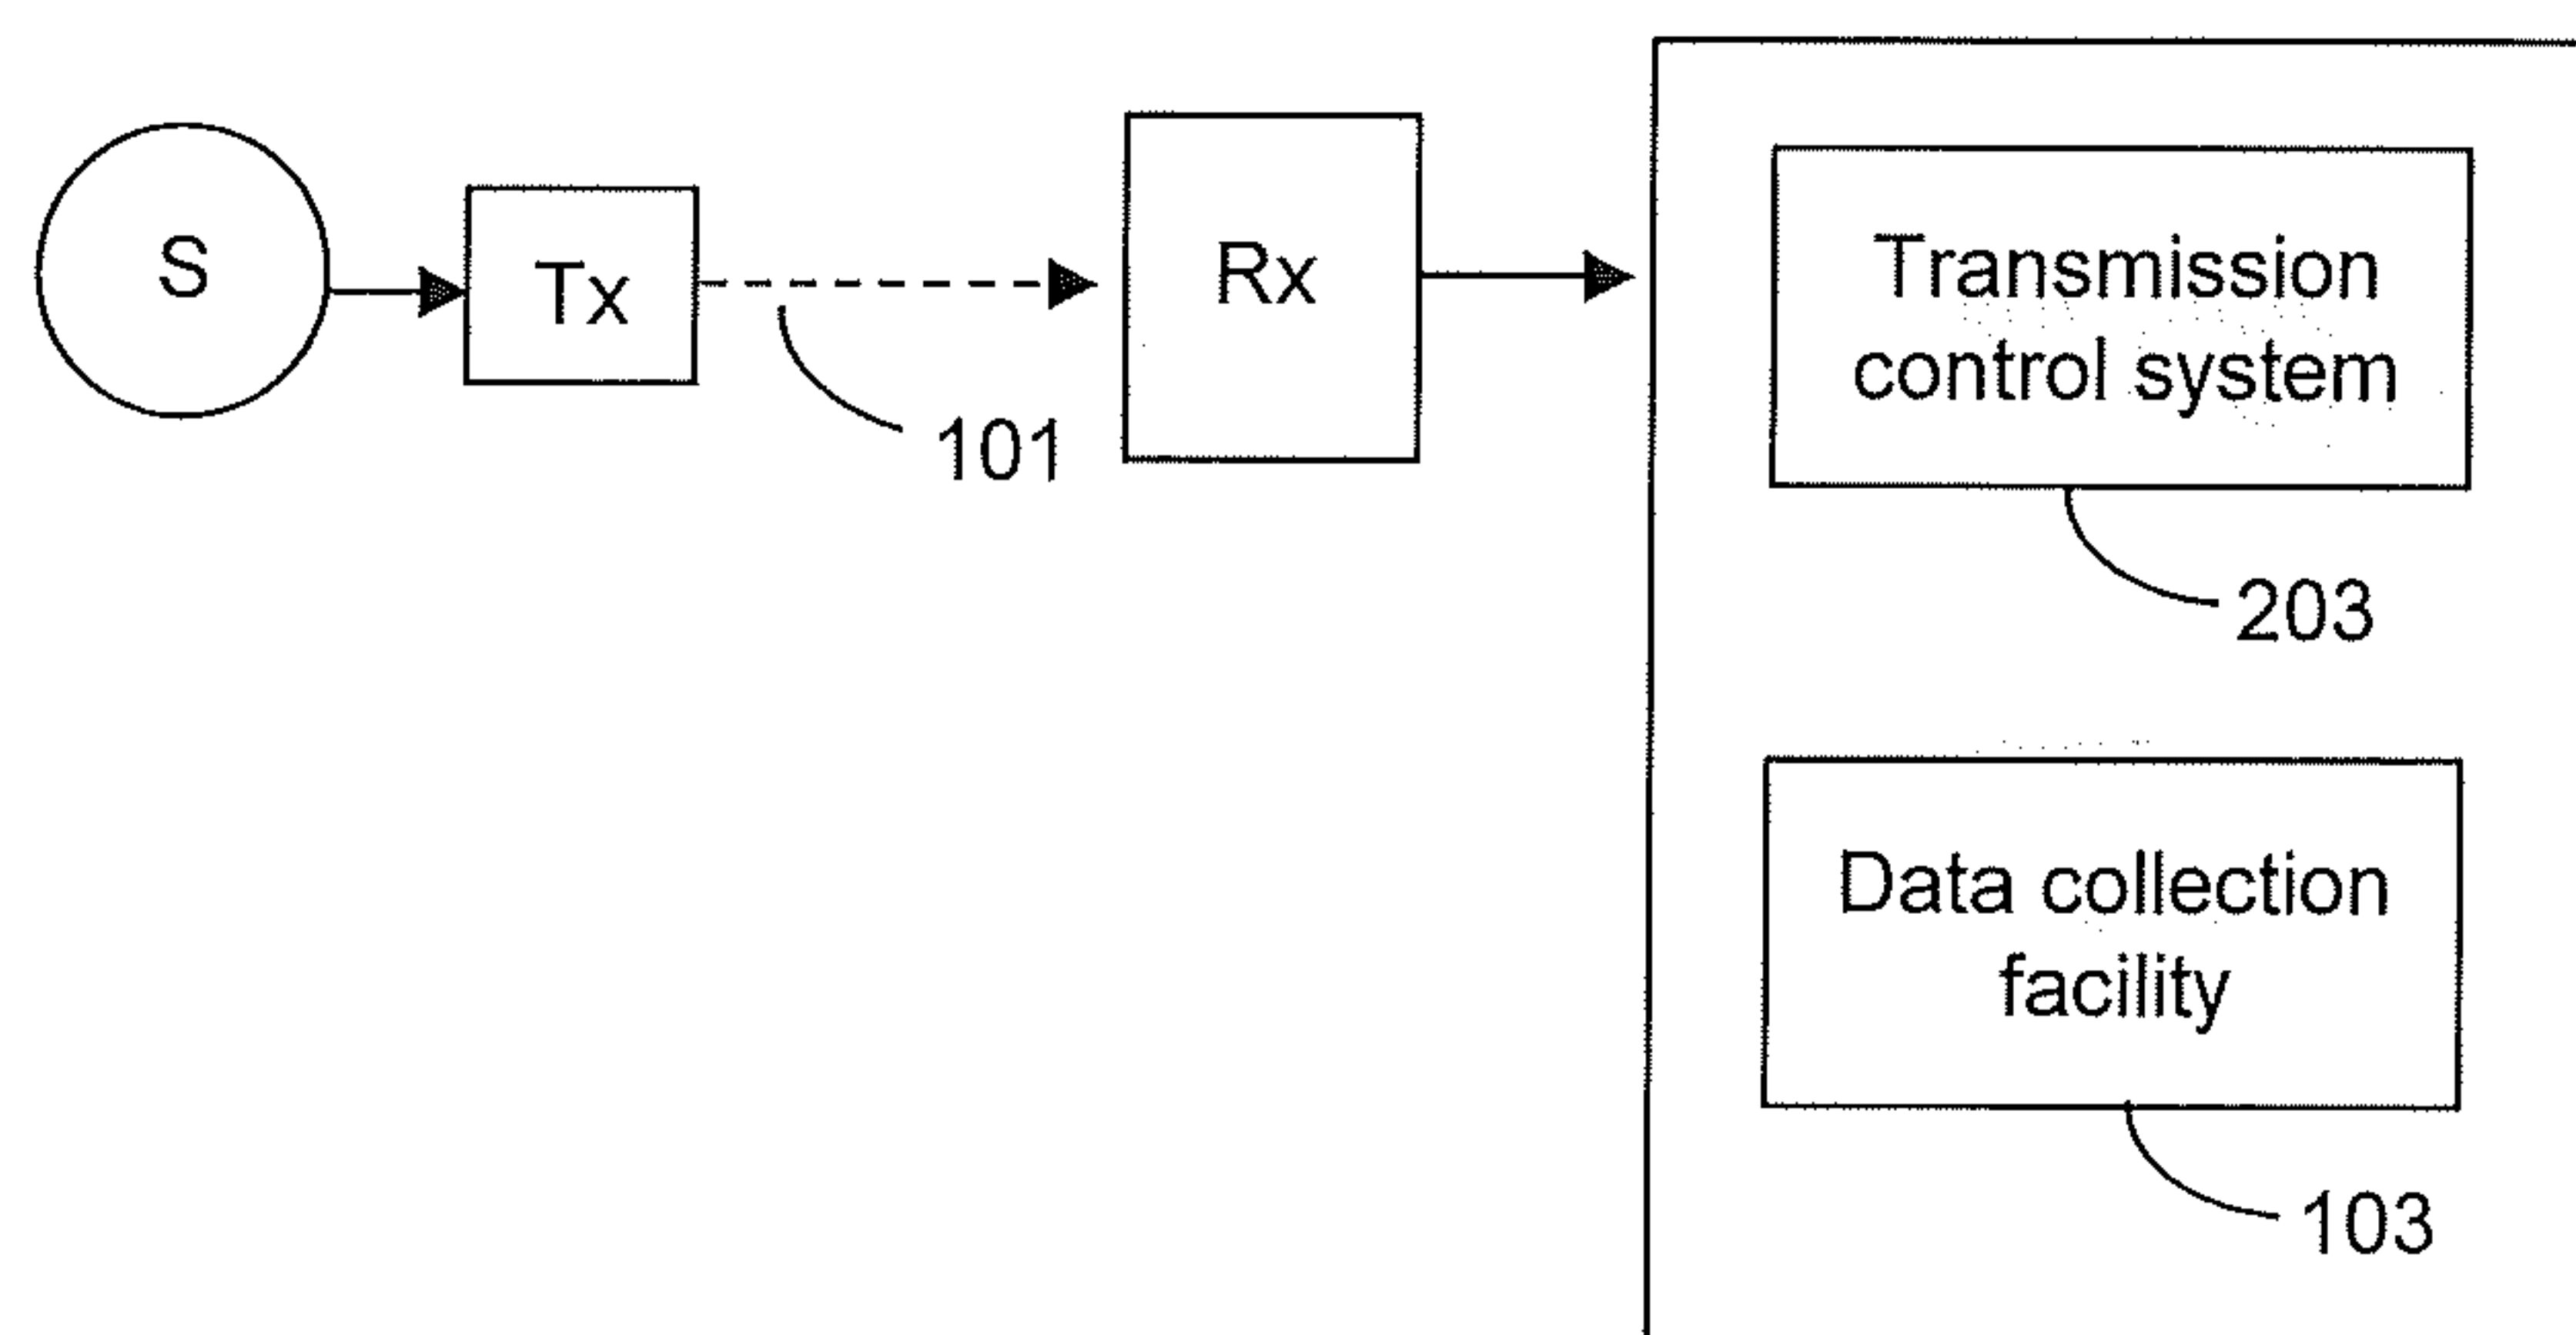 S
Tx
101
Rx
Transmission
control system
203
Data collection
facility
103